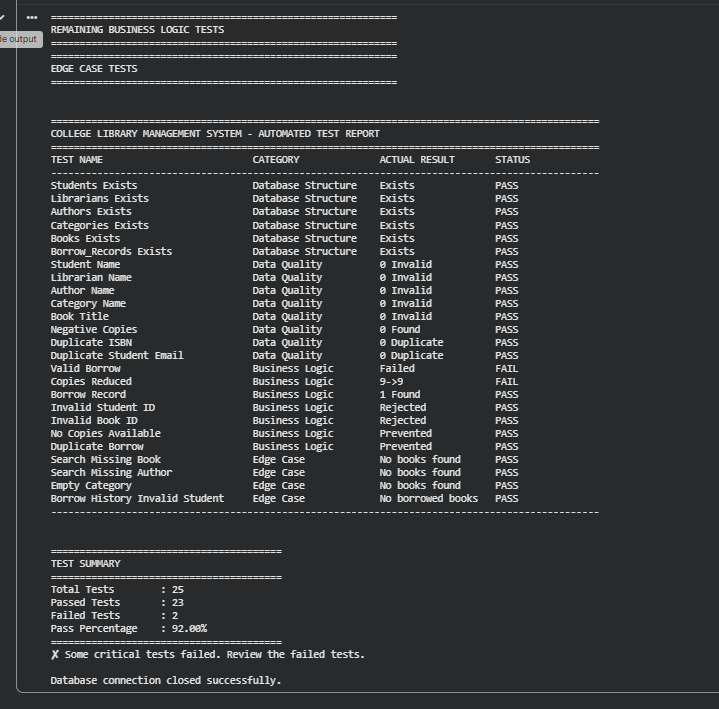 ========================================
REMAINING BUSINESS LOGIC TESTS
========================================
le output
========================================
EDGE CASE TESTS
========================================
===============================================================================================
COLLEGE LIBRARY MANAGEMENT SYSTEM - AUTOMATED TEST REPORT
===============================================================================================
TEST NAME CATEGORY ACTUAL RESULT STATUS
-----------------------------------------------------------------------------------------------
Students Exists Database Structure Exists PASS
Librarians Exists Database Structure Exists PASS
Authors Exists Database Structure Exists PASS
Categories Exists Database Structure Exists PASS
Books Exists Database Structure Exists PASS
Borrow_Records Exists Database Structure Exists PASS
Student Name Data Quality 0 Invalid PASS
Librarian Name Data Quality 0 Invalid PASS
Author Name Data Quality 0 Invalid PASS
Category Name Data Quality 0 Invalid PASS
Book Title Data Quality 0 Invalid PASS
Negative Copies Data Quality 0 Found PASS
Duplicate ISBN Data Quality 0 Duplicate PASS
Duplicate Student Email Data Quality 0 Duplicate PASS
Valid Borrow Business Logic Failed FAIL
Copies Reduced Business Logic 9->9 FAIL
Borrow Record Business Logic 1 Found PASS
Invalid Student ID Business Logic Rejected PASS
Invalid Book ID Business Logic Rejected PASS
No Copies Available Business Logic Prevented PASS
Duplicate Borrow Business Logic Prevented PASS
Search Missing Book Edge Case No books found PASS
Search Missing Author Edge Case No books found PASS
Empty Category Edge Case No books found PASS
Borrow History Invalid Student Edge Case No borrowed books PASS
-----------------------------------------------------------------------------------------------
========================================
TEST SUMMARY
========================================
Total Tests : 25
Passed Tests : 23
Failed Tests : 2
Pass Percentage : 92.00%
========================================
✗ Some critical tests failed. Review the failed tests.
Database connection closed successfully.